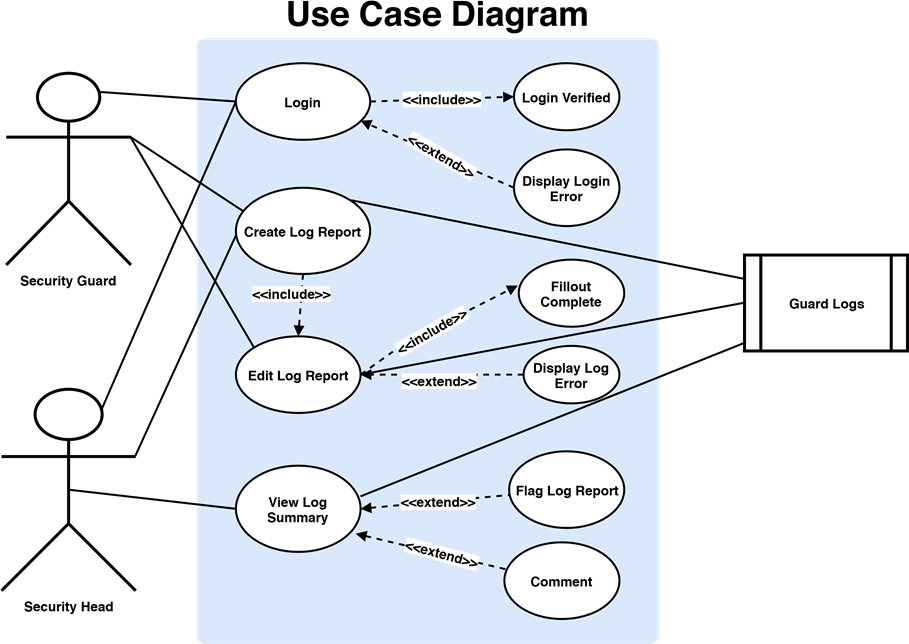 Use Case Diagram
Login
<<include>>
Login Verified
<<extend>>
Display Login
Error
Security Guard
Create Log Report
<<include>>
Fillout
Complete
Guard Logs
<<include>>
Edit Log Report
<<extend>>
Display Log
Error
View Log
Summary
<<extend>>
Flag Log Report
<<extend>>
Comment
Security Head